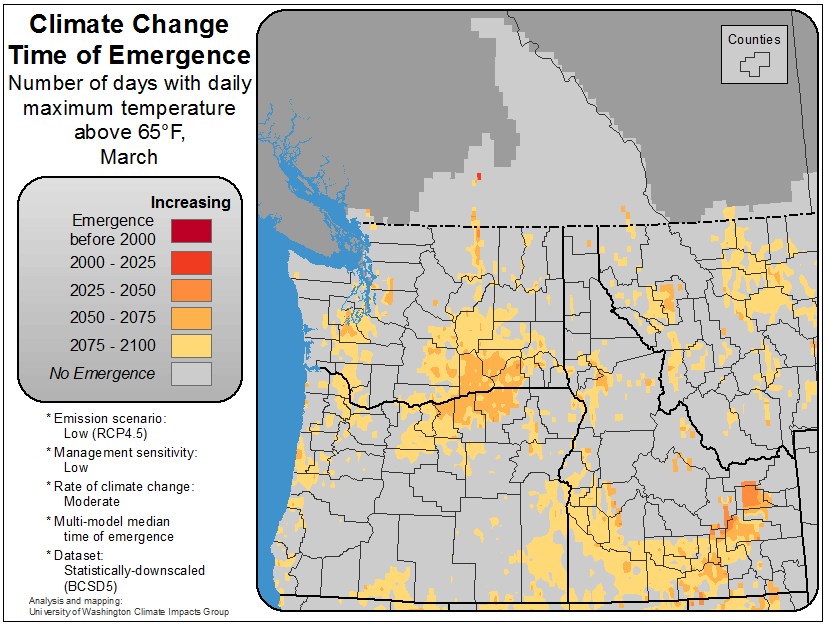 Climate Change
Time of Emergence
Number of days with daily
maximum temperature
above 65°F,
March
Increasing
Emergence
before 2000
2000 - 2025
2025 - 2050
2050 - 2075
2075 - 2100
No Emergence
* Emission scenario:
Low (RCP4.5)
* Management sensitivity:
Low
* Rate of climate change:
Moderate
* Multi-model median
time of emergence
* Dataset:
Statistically-downscaled
(BCSD5)
Analysis and mapping:
University of Washington Climate Impacts Group
Counties